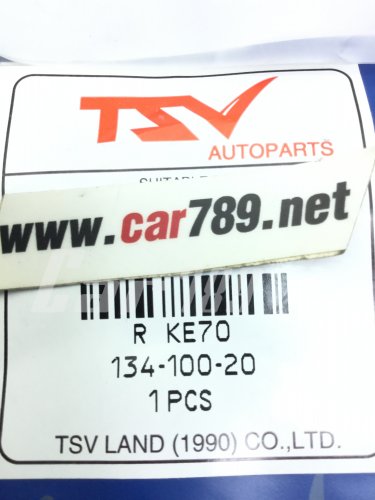 TSV
AUTOPARTS
www.car789.net
R KE70
134-100-20
1 PCS
TSV LAND (1990) CO.,LTD.